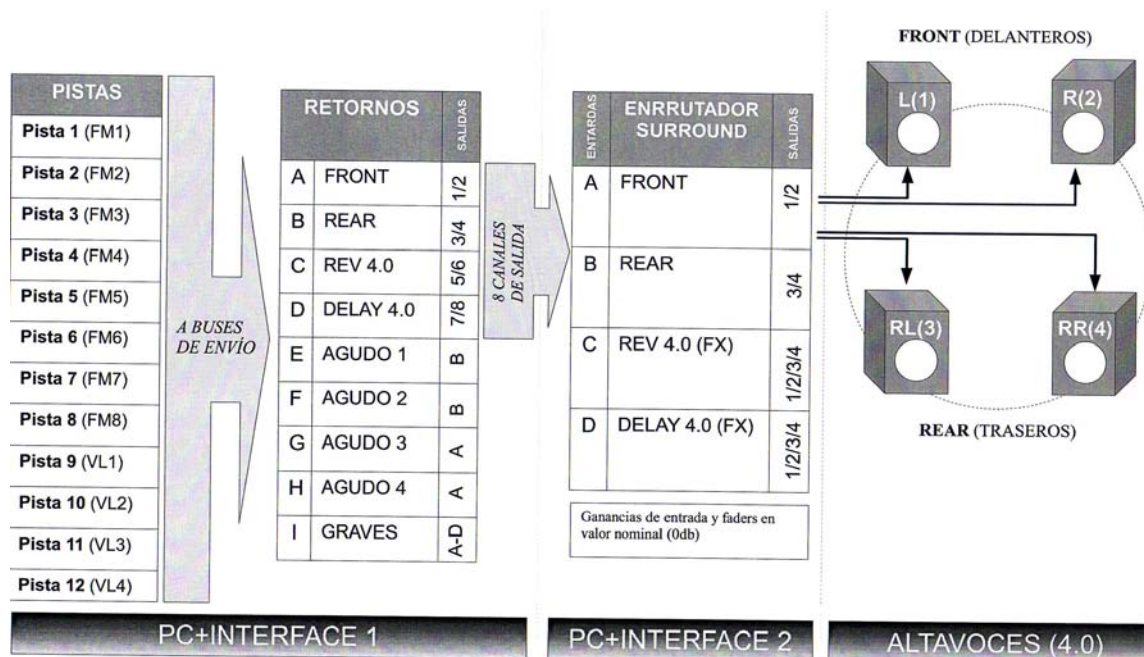 PISTAS
Pista 1 (FM1)
Pista 2 (FM2)
Pista 3 (FM3)
Pista 4 (FM4)
Pista 5 (FM5)
Pista 6 (FM6)
Pista 7 (FM7)
Pista 8 (FM8)
Pista 9 (VL1)
Pista 10 (VL2)
Pista 11 (VL3)
Pista 12 (VL4)
A BUSES
DE ENVÍO
RETORNOS SALIDAS
A FRONT 1/2
B REAR 3/4
C REV 4.0 5/6
D DELAY 4.0 7/8
E AGUDO 1 B
F AGUDO 2 B
G AGUDO 3 A
H AGUDO 4 A
I GRAVES A-D
8 CANALES
DE SALIDA
PC+INTERFACE 1
ENTARDAS ENRRUTADOR SALIDAS
SURROUND
A FRONT 1/2
B REAR 3/4
C REV 4.0 (FX) 1/2/3/4
D DELAY 4.0 (FX) 1/2/3/4
Ganancias de entrada y faders en
valor nominal (0db)
PC+INTERFACE 2
FRONT (DELANTEROS)
L(1) R(2)
RL(3) RR(4)
REAR (TRASEROS)
ALTAVOCES (4.0)